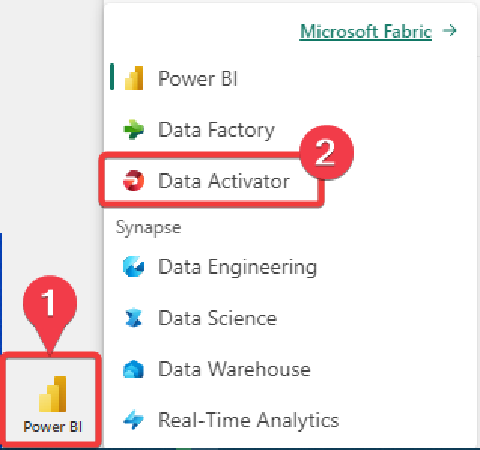 Microsoft Fabric →
Power BI
Data Factory
2
Data Activator
Synapse
Data Engineering
1
Data Science
Data Warehouse
Power BI
Real-Time Analytics